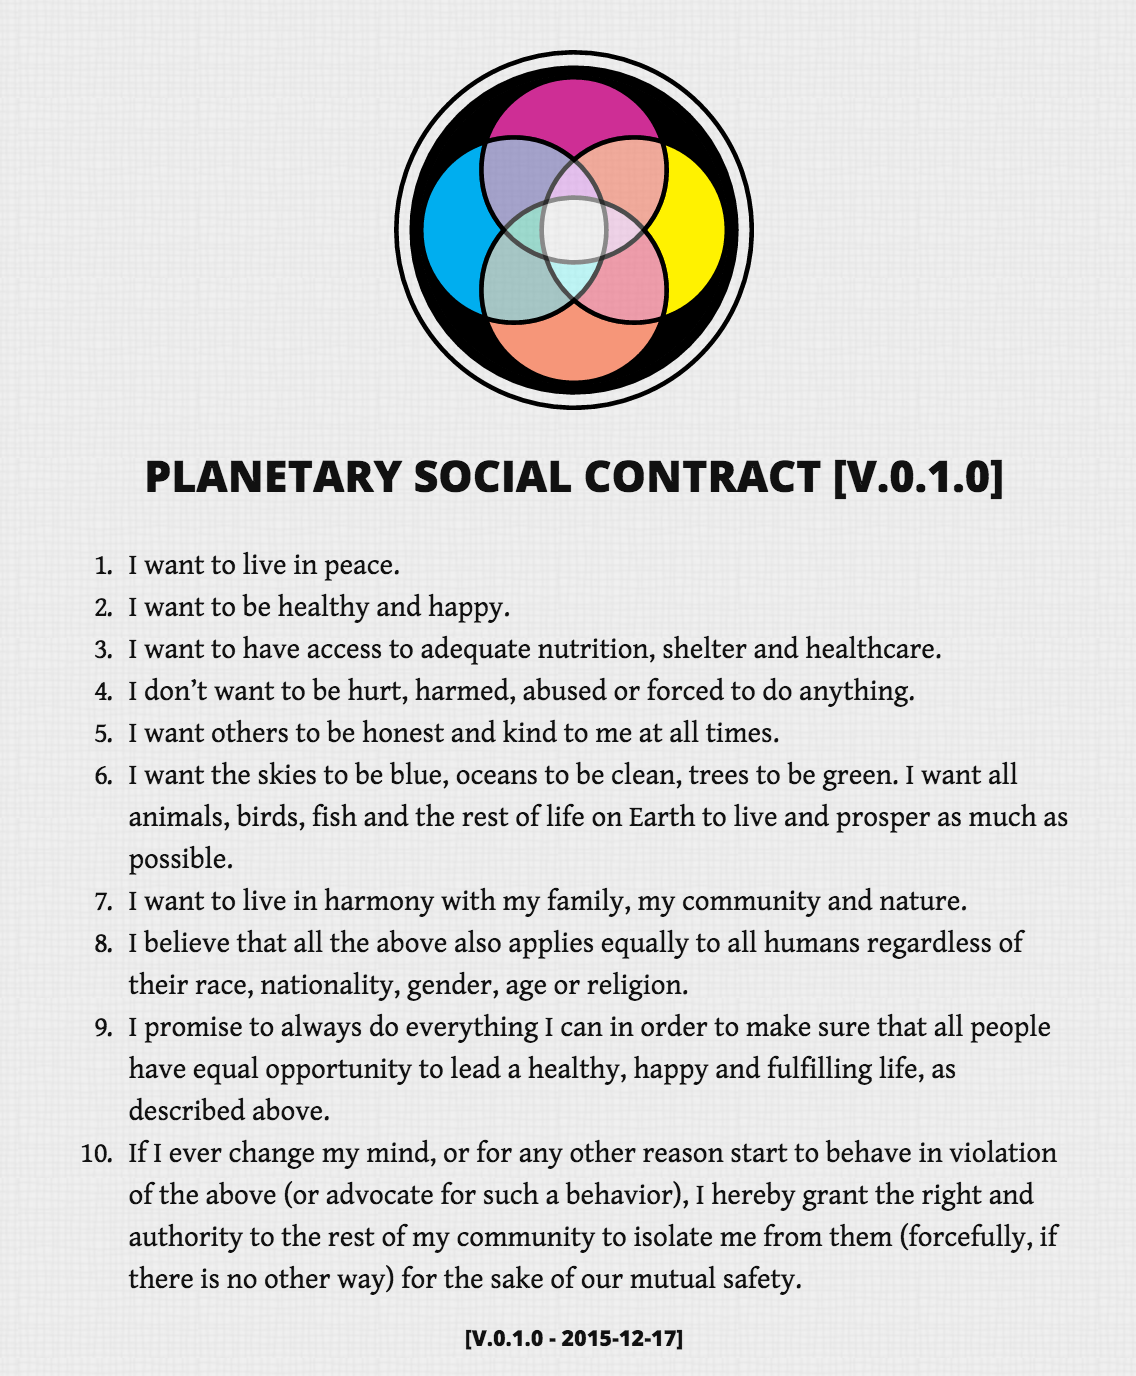 PLANETARY SOCIAL CONTRACT [V.0.1.0]
1. I want to live in peace.
2. I want to be healthy and happy.
3. I want to have access to adequate nutrition, shelter and healthcare.
4. I don’t want to be hurt, harmed, abused or forced to do anything.
5. I want others to be honest and kind to me at all times.
6. I want the skies to be blue, oceans to be clean, trees to be green. I want all
animals, birds, fish and the rest of life on Earth to live and prosper as much as
possible.
7. I want to live in harmony with my family, my community and nature.
8. I believe that all the above also applies equally to all humans regardless of
their race, nationality, gender, age or religion.
9. I promise to always do everything I can in order to make sure that all people
have equal opportunity to lead a healthy, happy and fulfilling life, as
described above.
10. If I ever change my mind, or for any other reason start to behave in violation
of the above (or advocate for such a behavior), I hereby grant the right and
authority to the rest of my community to isolate me from them (forcefully, if
there is no other way) for the sake of our mutual safety.
[V.0.1.0 - 2015-12-17]